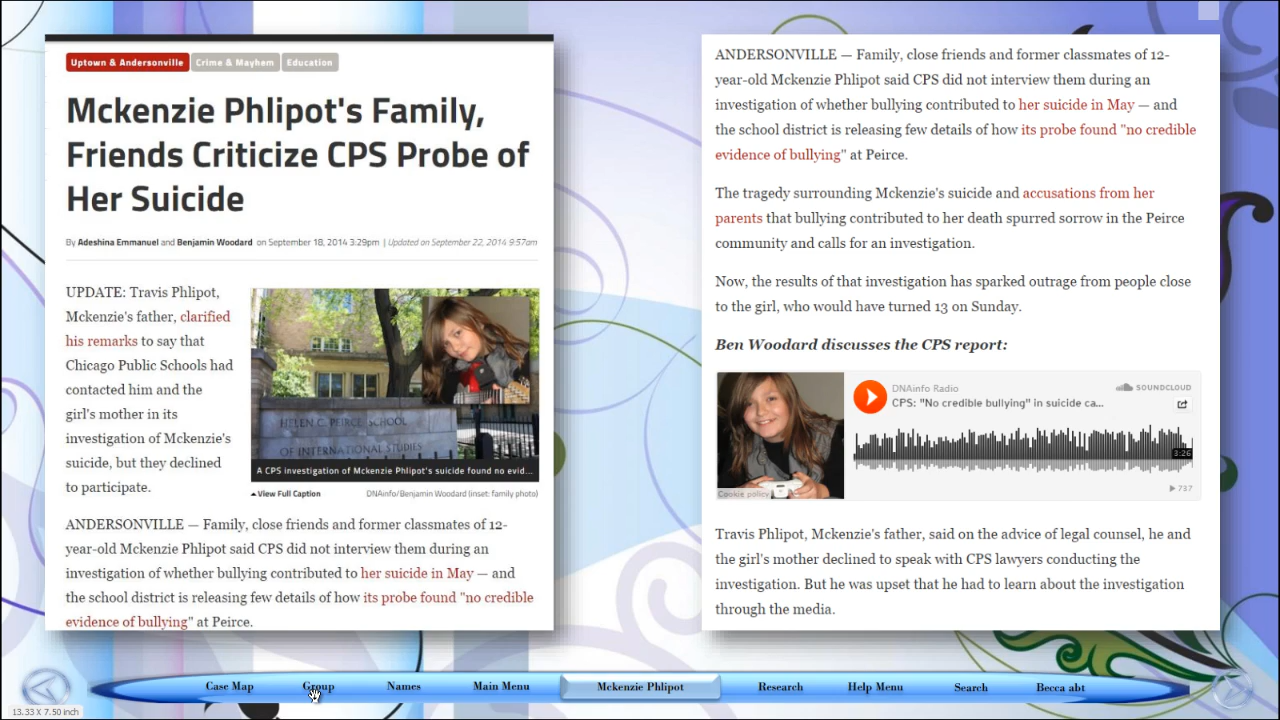 Uptown & Andersonville
Crime & Mayhem
Education
Mckenzie Phlipot's Family,
Friends Criticize CPS Probe of
Her Suicide
By Adeshina Emmanuel and Benjamin Woodard on September 18, 2014 3:29pm | Updated on September 22, 2014 9:57am
UPDATE: Travis Phlipot,
Mckenzie's father, clarified
his remarks to say that
Chicago Public Schools had
contacted him and the
girl's mother in its
investigation of Mckenzie's
suicide, but they declined
to participate.
HELEN C. PEIRCE SCHOOL
OF INTERNATIONAL STUDIES
A CPS investigation of Mckenzie Phlipot's suicide found no evid...
View Full Caption
DNAinfo/Benjamin Woodard (inset: family photo)
ANDERSONVILLE — Family, close friends and former classmates of 12-
year-old Mckenzie Phlipot said CPS did not interview them during an
investigation of whether bullying contributed to her suicide in May — and
the school district is releasing few details of how its probe found "no credible
evidence of bullying" at Peirce.
ANDERSONVILLE — Family, close friends and former classmates of 12-
year-old Mckenzie Phlipot said CPS did not interview them during an
investigation of whether bullying contributed to her suicide in May — and
the school district is releasing few details of how its probe found "no credible
evidence of bullying" at Peirce.
The tragedy surrounding Mckenzie's suicide and accusations from her
parents that bullying contributed to her death spurred sorrow in the Peirce
community and calls for an investigation.
Now, the results of that investigation has sparked outrage from people close
to the girl, who would have turned 13 on Sunday.
Ben Woodard discusses the CPS report:
DNAinfo Radio
SOUNDCLOUD
CPS: "No credible bullying" in suicide ca...
3:26
Cookie policy
737
Travis Phlipot, Mckenzie's father, said on the advice of legal counsel, he and
the girl's mother declined to speak with CPS lawyers conducting the
investigation. But he was upset that he had to learn about the investigation
through the media.
Case Map
Group
Names
Main Menu
Mckenzie Phlipot
Research
Help Menu
Search
Becca abt
13.33 X 7.50 inch